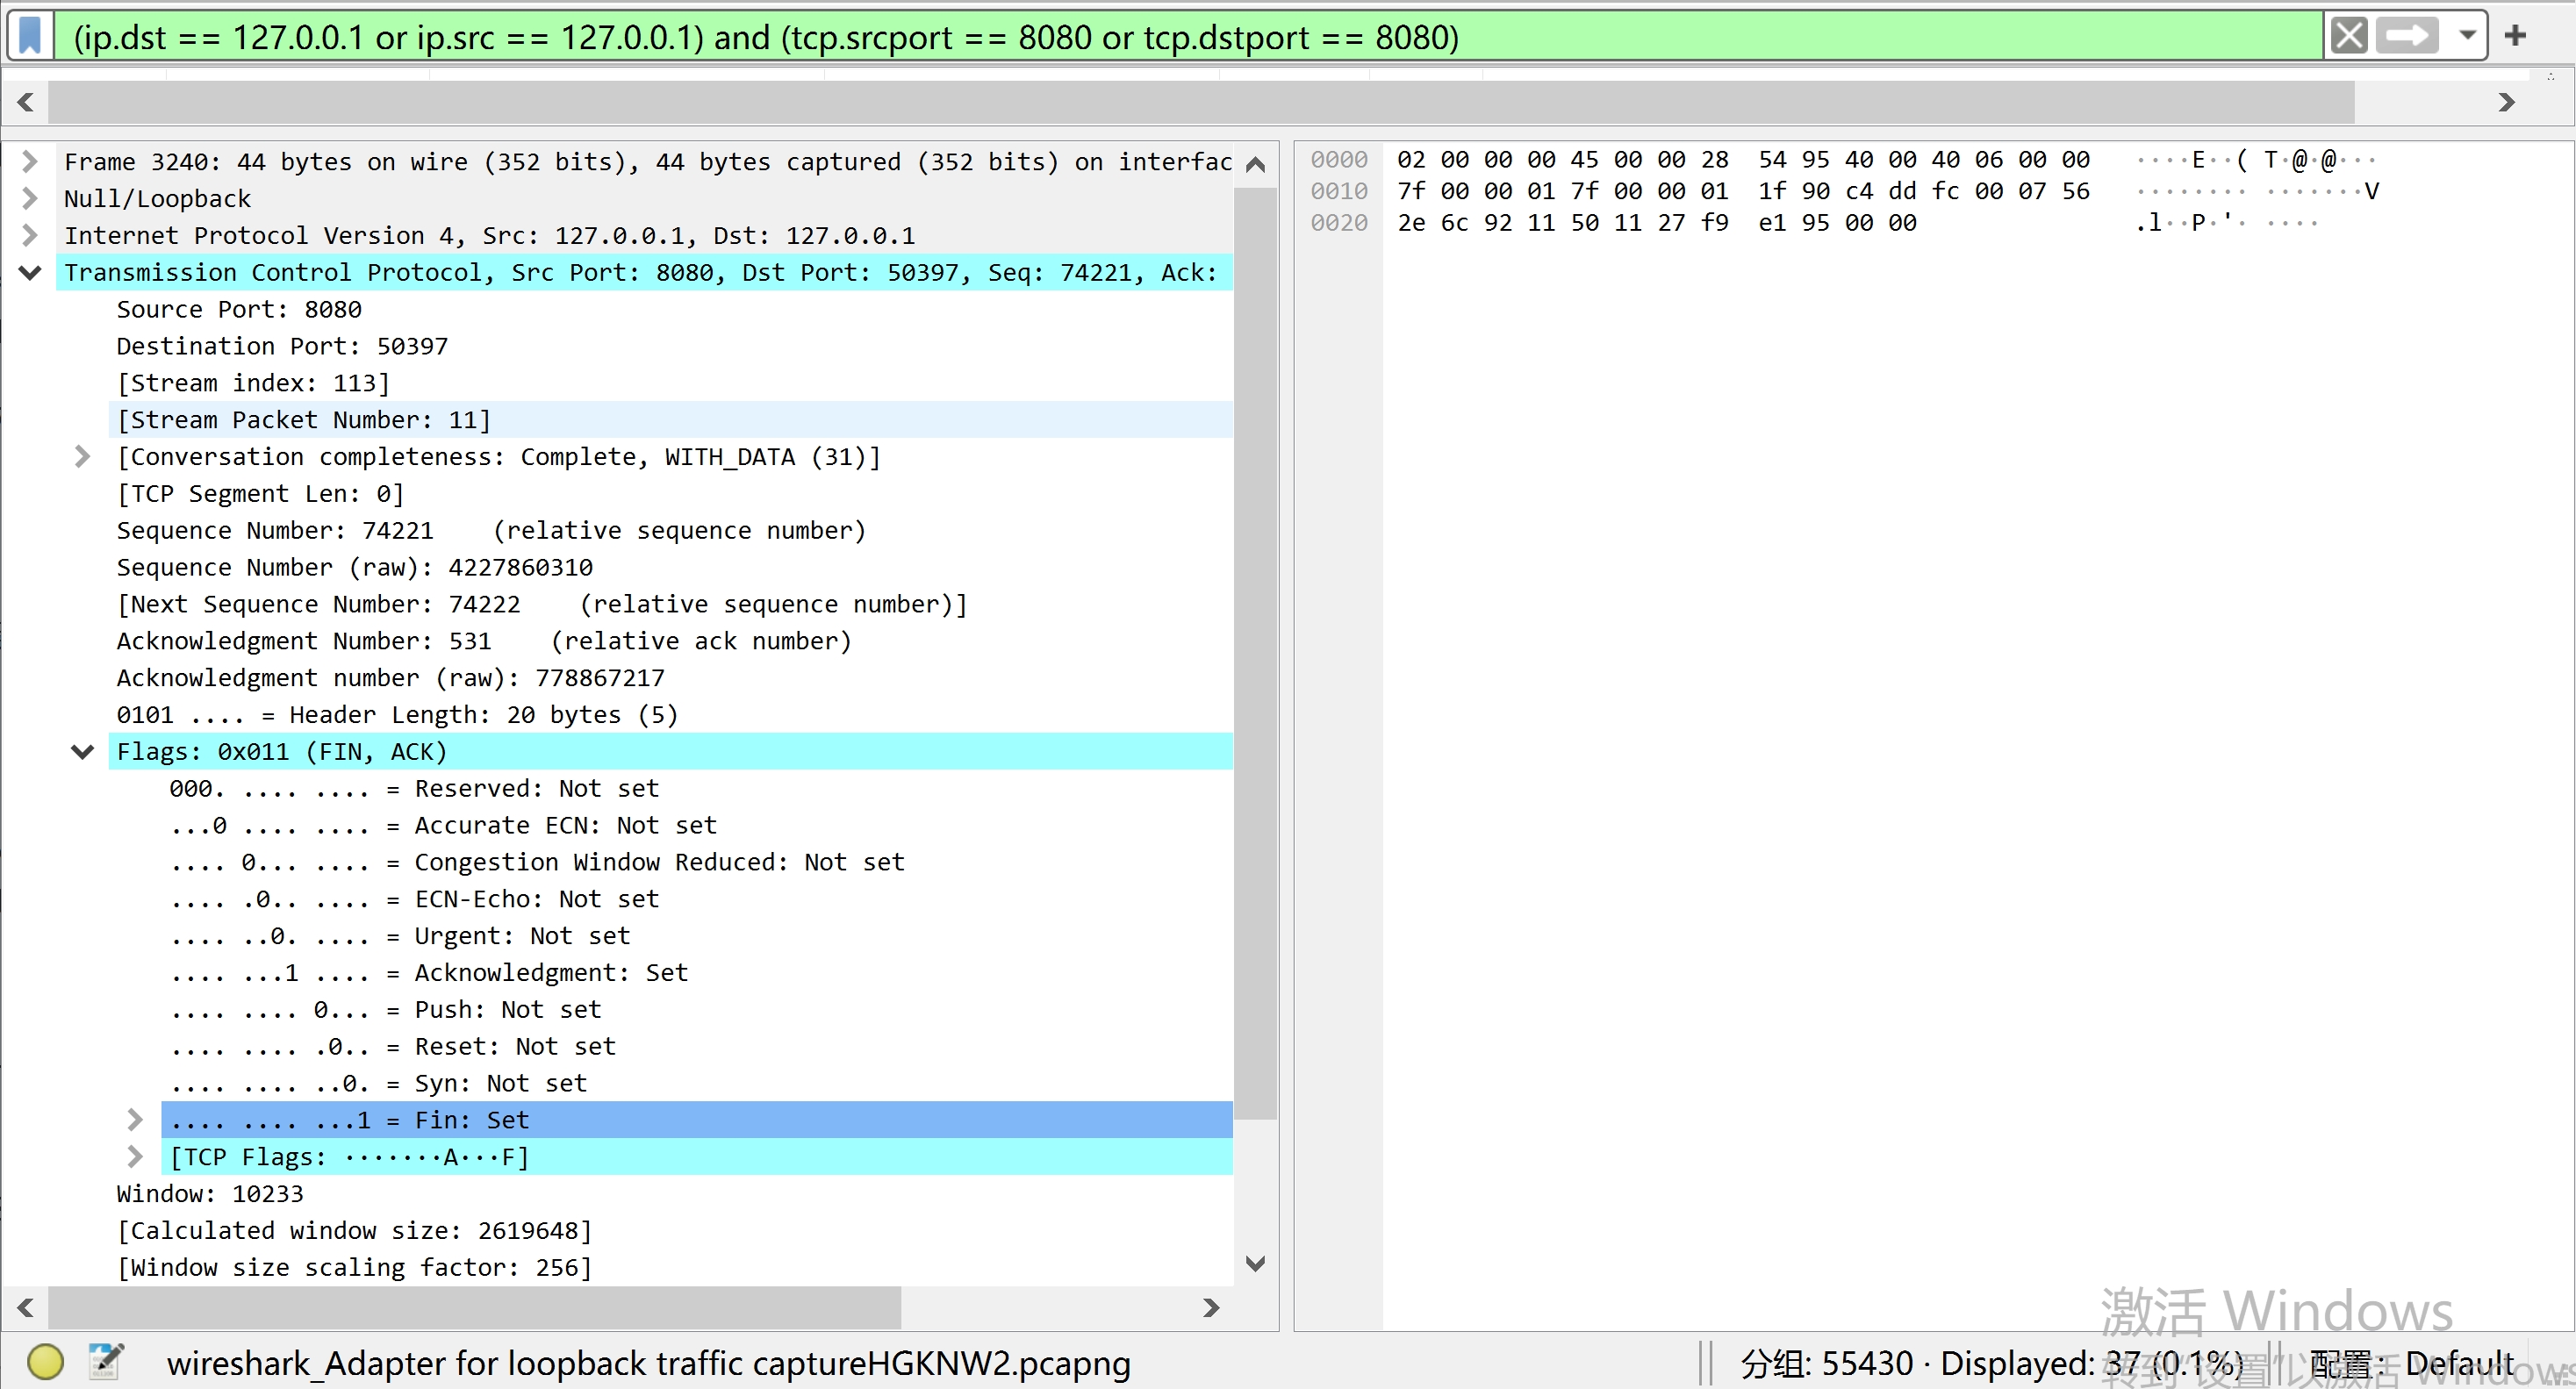 (ip.dst == 127.0.0.1 or ip.src == 127.0.0.1) and (tcp.srcport == 8080 or tcp.dstport == 8080)
Frame 3240: 44 bytes on wire (352 bits), 44 bytes captured (352 bits) on interfac
Null/Loopback
Internet Protocol Version 4, Src: 127.0.0.1, Dst: 127.0.0.1
Transmission Control Protocol, Src Port: 8080, Dst Port: 50397, Seq: 74221, Ack:
Source Port: 8080
Destination Port: 50397
[Stream index: 113]
[Stream Packet Number: 11]
[Conversation completeness: Complete, WITH_DATA (31)]
[TCP Segment Len: 0]
Sequence Number: 74221    (relative sequence number)
Sequence Number (raw): 4227860310
[Next Sequence Number: 74222    (relative sequence number)]
Acknowledgment Number: 531    (relative ack number)
Acknowledgment number (raw): 778867217
0101 .... = Header Length: 20 bytes (5)
Flags: 0x011 (FIN, ACK)
000. .... .... = Reserved: Not set
...0 .... .... = Accurate ECN: Not set
.... 0... .... = Congestion Window Reduced: Not set
.... .0.. .... = ECN-Echo: Not set
.... ..0. .... = Urgent: Not set
.... ...1 .... = Acknowledgment: Set
.... .... 0... = Push: Not set
.... .... .0.. = Reset: Not set
.... .... ..0. = Syn: Not set
.... .... ...1 = Fin: Set
[TCP Flags: ·······A···F]
Window: 10233
[Calculated window size: 2619648]
[Window size scaling factor: 256]
0000 02 00 00 00 45 00 00 28  54 95 40 00 40 06 00 00 ····E··( T·@·@···
0010 7f 00 00 01 7f 00 00 01  1f 90 c4 dd fc 00 07 56 ········ ·······V
0020 2e 6c 92 11 50 11 27 f9  e1 95 00 00 .l··P·'· ····
激活 Windows
转到"设置"以激活 Windows
wireshark_Adapter for loopback traffic captureHGKNW2.pcapng
分组: 55430 · Displayed: 37 (0.1%)
配置: Default